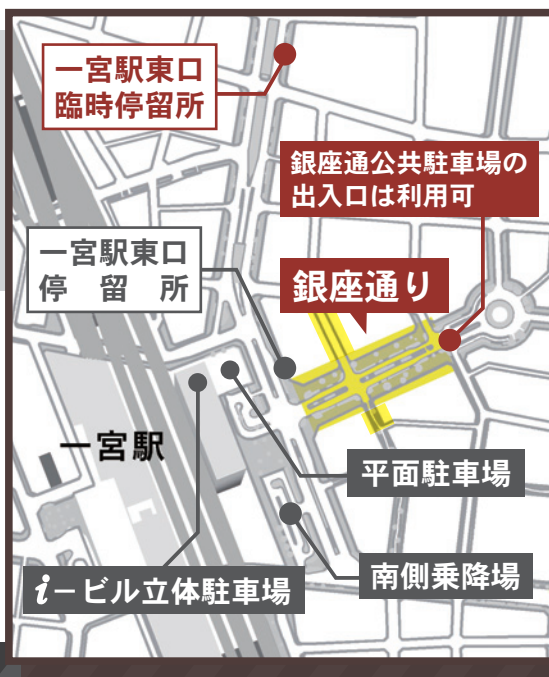 一宮駅東口
臨時停留所
銀座通公共駐車場の
出入口は利用可
一宮駅東口
停留所
銀座通り
一宮駅
平面駐車場
i-ビル立体駐車場
南側乗降場